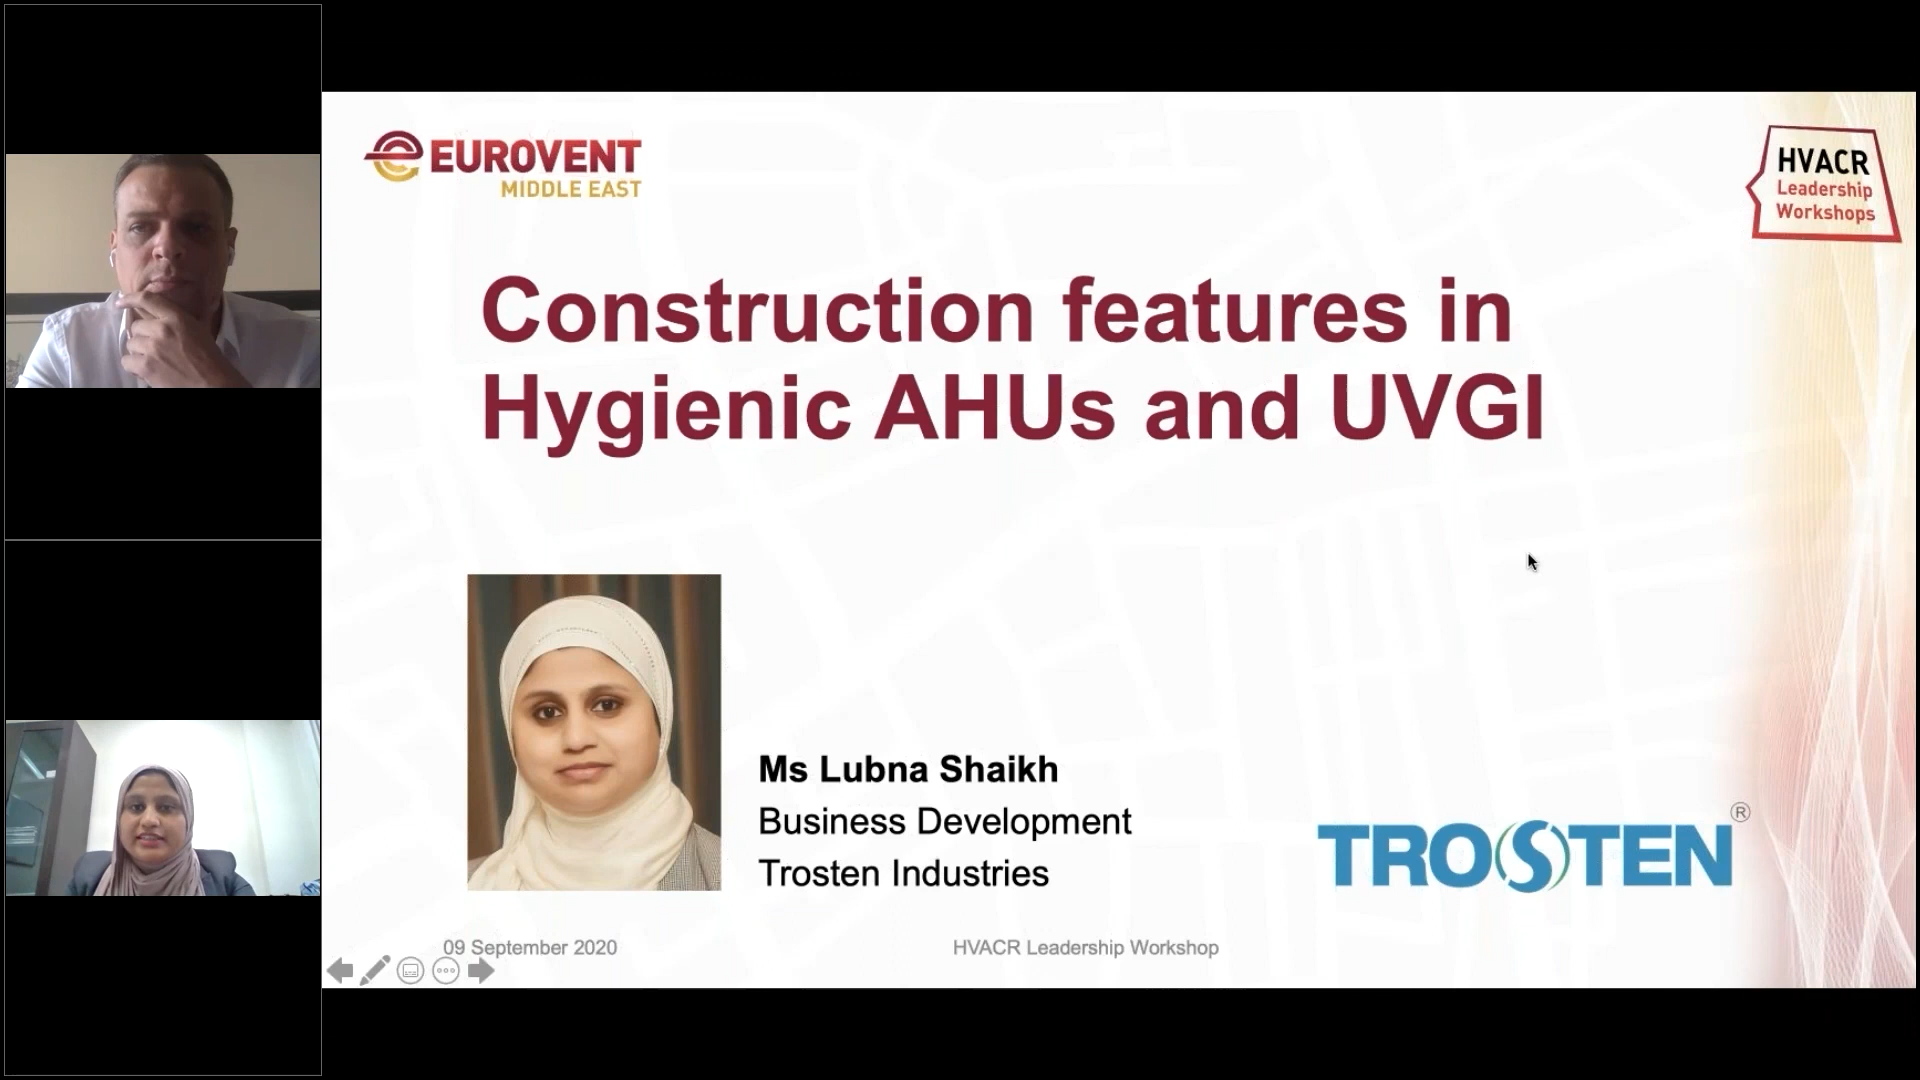 EUROVENT
MIDDLE EAST
HVACR
Leadership
Workshops
Construction features in
Hygienic AHUs and UVGI
Ms Lubna Shaikh
Business Development
Trosten Industries
TROSTEN®
09 September 2020
HVACR Leadership Workshop